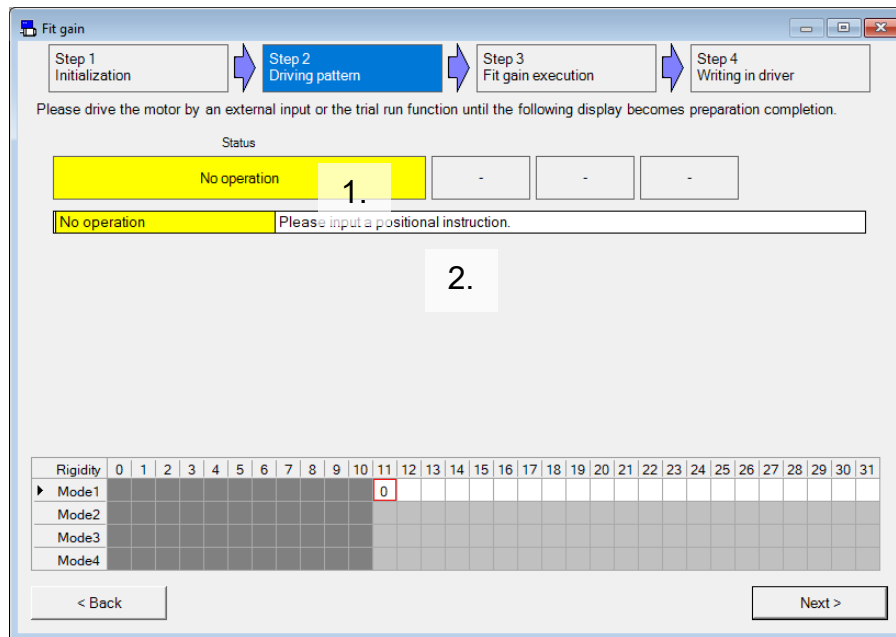 Fit gain
Step 1
Initialization
Step 2
Driving pattern
Step 3
Fit gain execution
Step 4
Writing in driver
Please drive the motor by an external input or the trial run function until the following display becomes preparation completion.
Status
No operation
1.
-
-
-
No operation
Please input a positional instruction.
2.
Rigidity 0 1 2 3 4 5 6 7 8 9 10 11 12 13 14 15 16 17 18 19 20 21 22 23 24 25 26 27 28 29 30 31
Mode1 0
Mode2
Mode3
Mode4
< Back
Next >